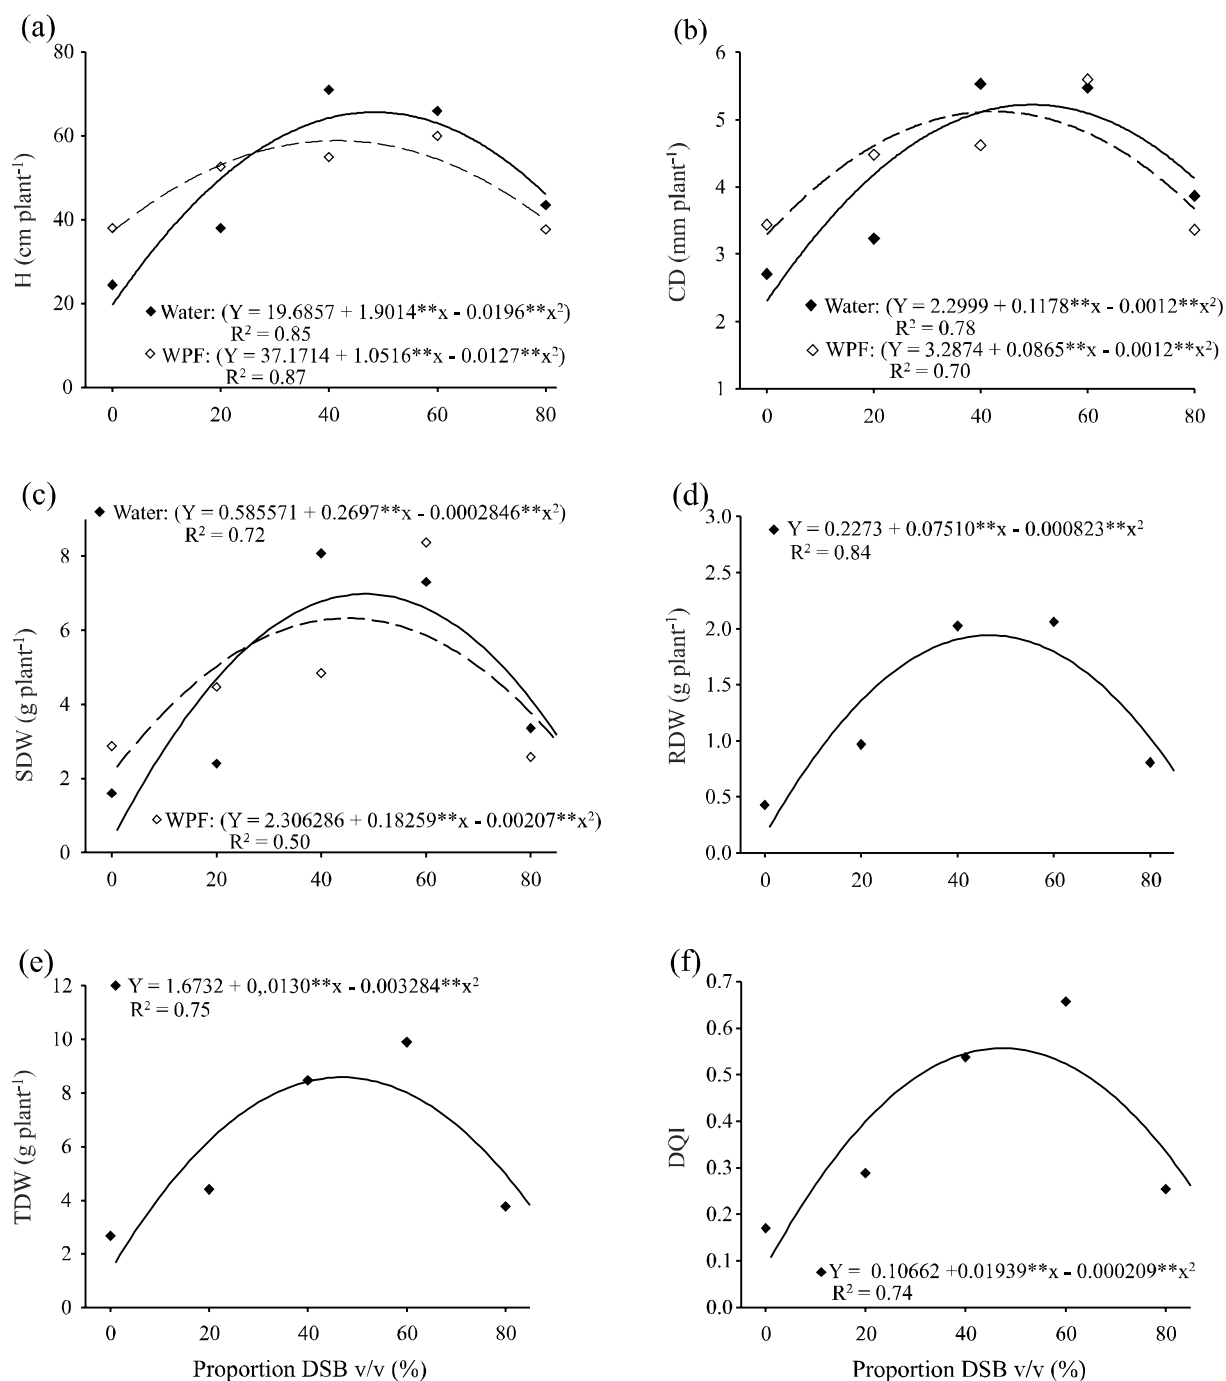 (a)
80
60
40
20
0
H (cm plant⁻¹)
Water: (Y = 19.6857 + 1.9014**x - 0.0196**x²)
R² = 0.85
WPF: (Y = 37.1714 + 1.0516**x - 0.0127**x²)
R² = 0.87
0 20 40 60 80
(b)
6
5
4
3
2
1
CD (mm plant⁻¹)
Water: (Y = 2.2999 + 0.1178**x - 0.0012**x²)
R² = 0.78
WPF: (Y = 3.2874 + 0.0865**x - 0.0012**x²)
R² = 0.70
0 20 40 60 80
(c)
Water: (Y = 0.585571 + 0.2697**x - 0.0002846**x²)
R² = 0.72
8
6
4
2
0
SDW (g plant⁻¹)
WPF: (Y = 2.306286 + 0.18259**x - 0.00207**x²)
R² = 0.50
0 20 40 60 80
(d)
3.0
2.5
2.0
1.5
1.0
0.5
0.0
RDW (g plant⁻¹)
Y = 0.2273 + 0.07510**x - 0.000823**x²
R² = 0.84
0 20 40 60 80
(e)
12
10
8
6
4
2
0
TDW (g plant⁻¹)
Y = 1.6732 + 0,.0130**x - 0.003284**x²
R² = 0.75
0 20 40 60 80
Proportion DSB v/v (%)
(f)
0.7
0.6
0.5
0.4
0.3
0.2
0.1
0.0
DQI
Y = 0.10662 +0.01939**x - 0.000209**x²
R² = 0.74
0 20 40 60 80
Proportion DSB v/v (%)